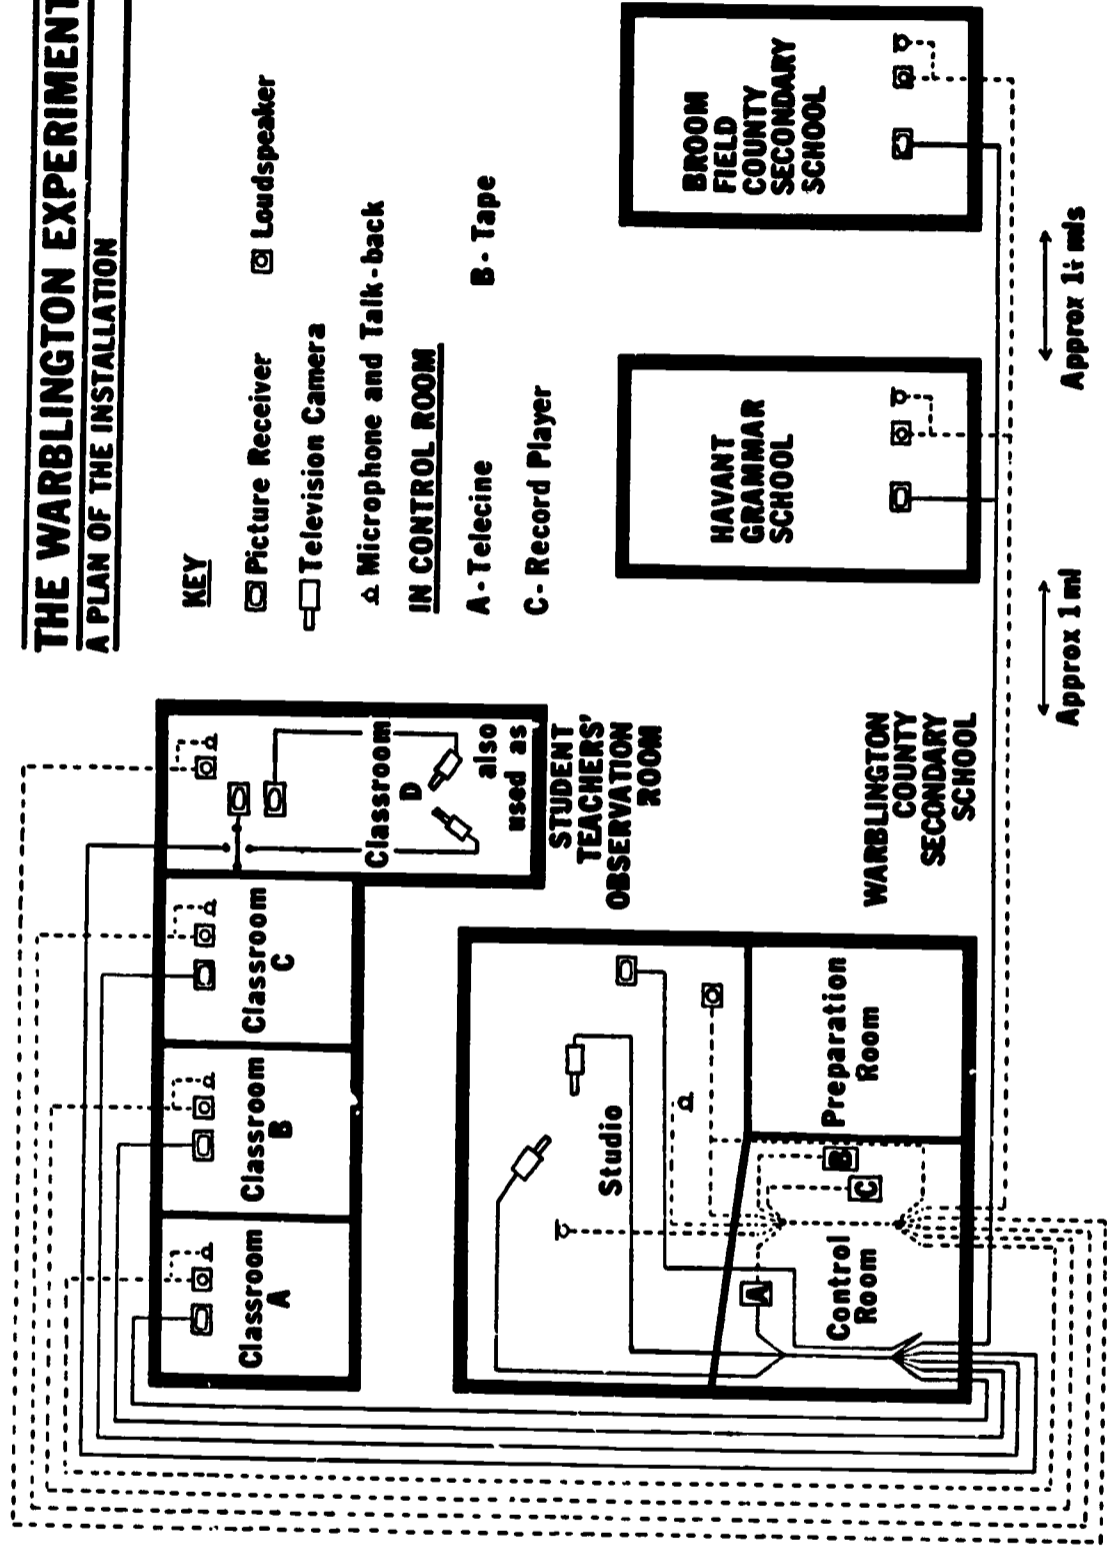 THE WARBLINGTON EXPERIMENT
A PLAN OF THE INSTALLATION
KEY
Picture Receiver
Loudspeaker
Television Camera
Microphone and Talk-back
IN CONTROL ROOM
A - Telecine
B - Tape
C - Record Player
Classroom
A
Classroom
B
Classroom
C
Classroom
D
also
used as
STUDENT
TEACHERS'
OBSERVATION
ROOM
Studio
A
B
C
Control
Room
Preparation
Room
WARBLINGTON
COUNTY
SECONDARY
SCHOOL
HAVANT
GRAMMAR
SCHOOL
BROOM
FIELD
COUNTY
SECONDARY
SCHOOL
Approx 1 ml
Approx mls